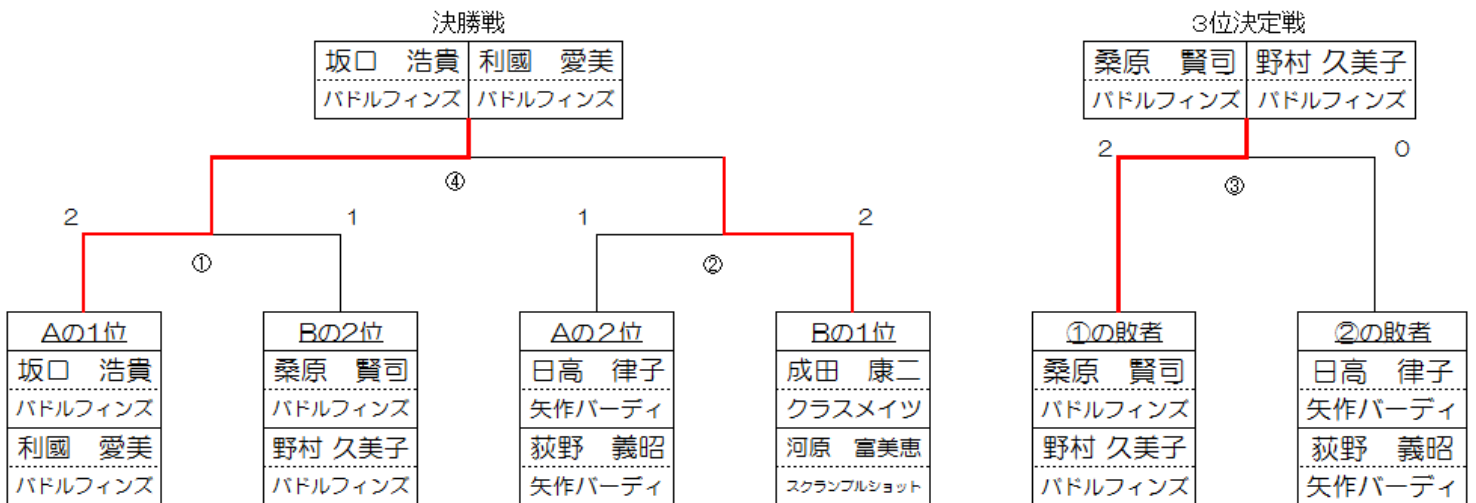 決勝戦 3位決定戦
坂口 浩貴 利國 愛美 桑原 賢司 野村 久美子
バドルフィンズ バドルフィンズ バドルフィンズ バドルフィンズ
2 0
④ ③
2 1 1 2
① ②
Aの1位 Bの2位 Aの2位 Bの1位 ①の敗者 ②の敗者
坂口 浩貴 桑原 賢司 日高 律子 成田 康二 桑原 賢司 日高 律子
バドルフィンズ バドルフィンズ 矢作バーディ クラスメイツ バドルフィンズ 矢作バーディ
利國 愛美 野村 久美子 荻野 義昭 河原 富美恵 野村 久美子 荻野 義昭
バドルフィンズ バドルフィンズ 矢作バーディ スクランブルショット バドルフィンズ 矢作バーディ